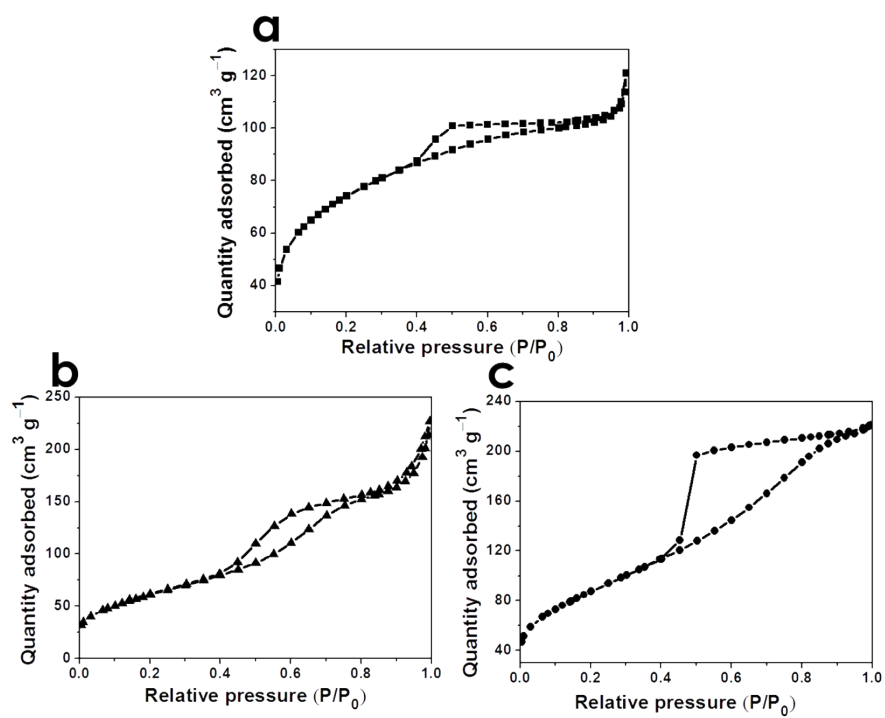 a
Quantity adsorbed (cm³ g⁻¹)
120
100
80
60
40
0.0 0.2 0.4 0.6 0.8 1.0
Relative pressure (P/P₀)
b
Quantity adsorbed (cm³ g⁻¹)
250
200
150
100
50
0
0.0 0.2 0.4 0.6 0.8 1.0
Relative pressure (P/P₀)
c
Quantity adsorbed (cm³ g⁻¹)
240
200
160
120
80
40
0.0 0.2 0.4 0.6 0.8 1.0
Relative pressure (P/P₀)